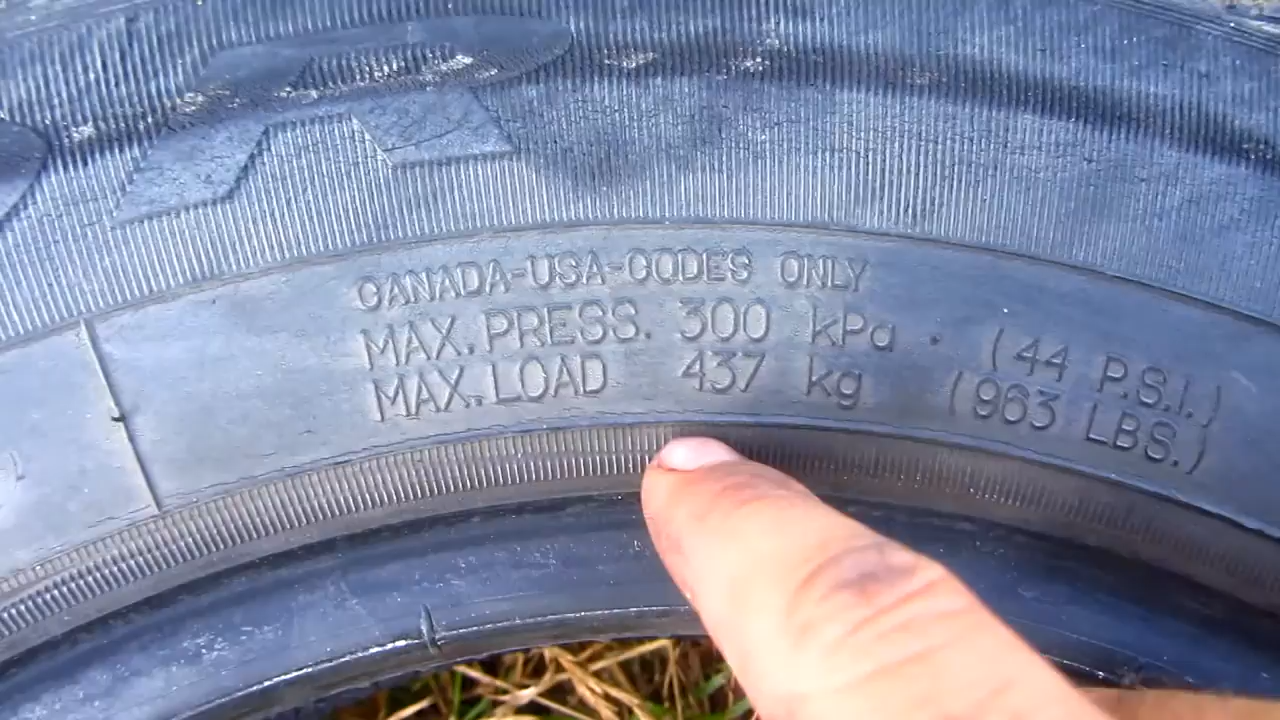 CANADA-USA-CODES ONLY
MAX. PRESS. 300 kPa · (44 P.S.I.)
MAX. LOAD 437 kg (963 LBS.)